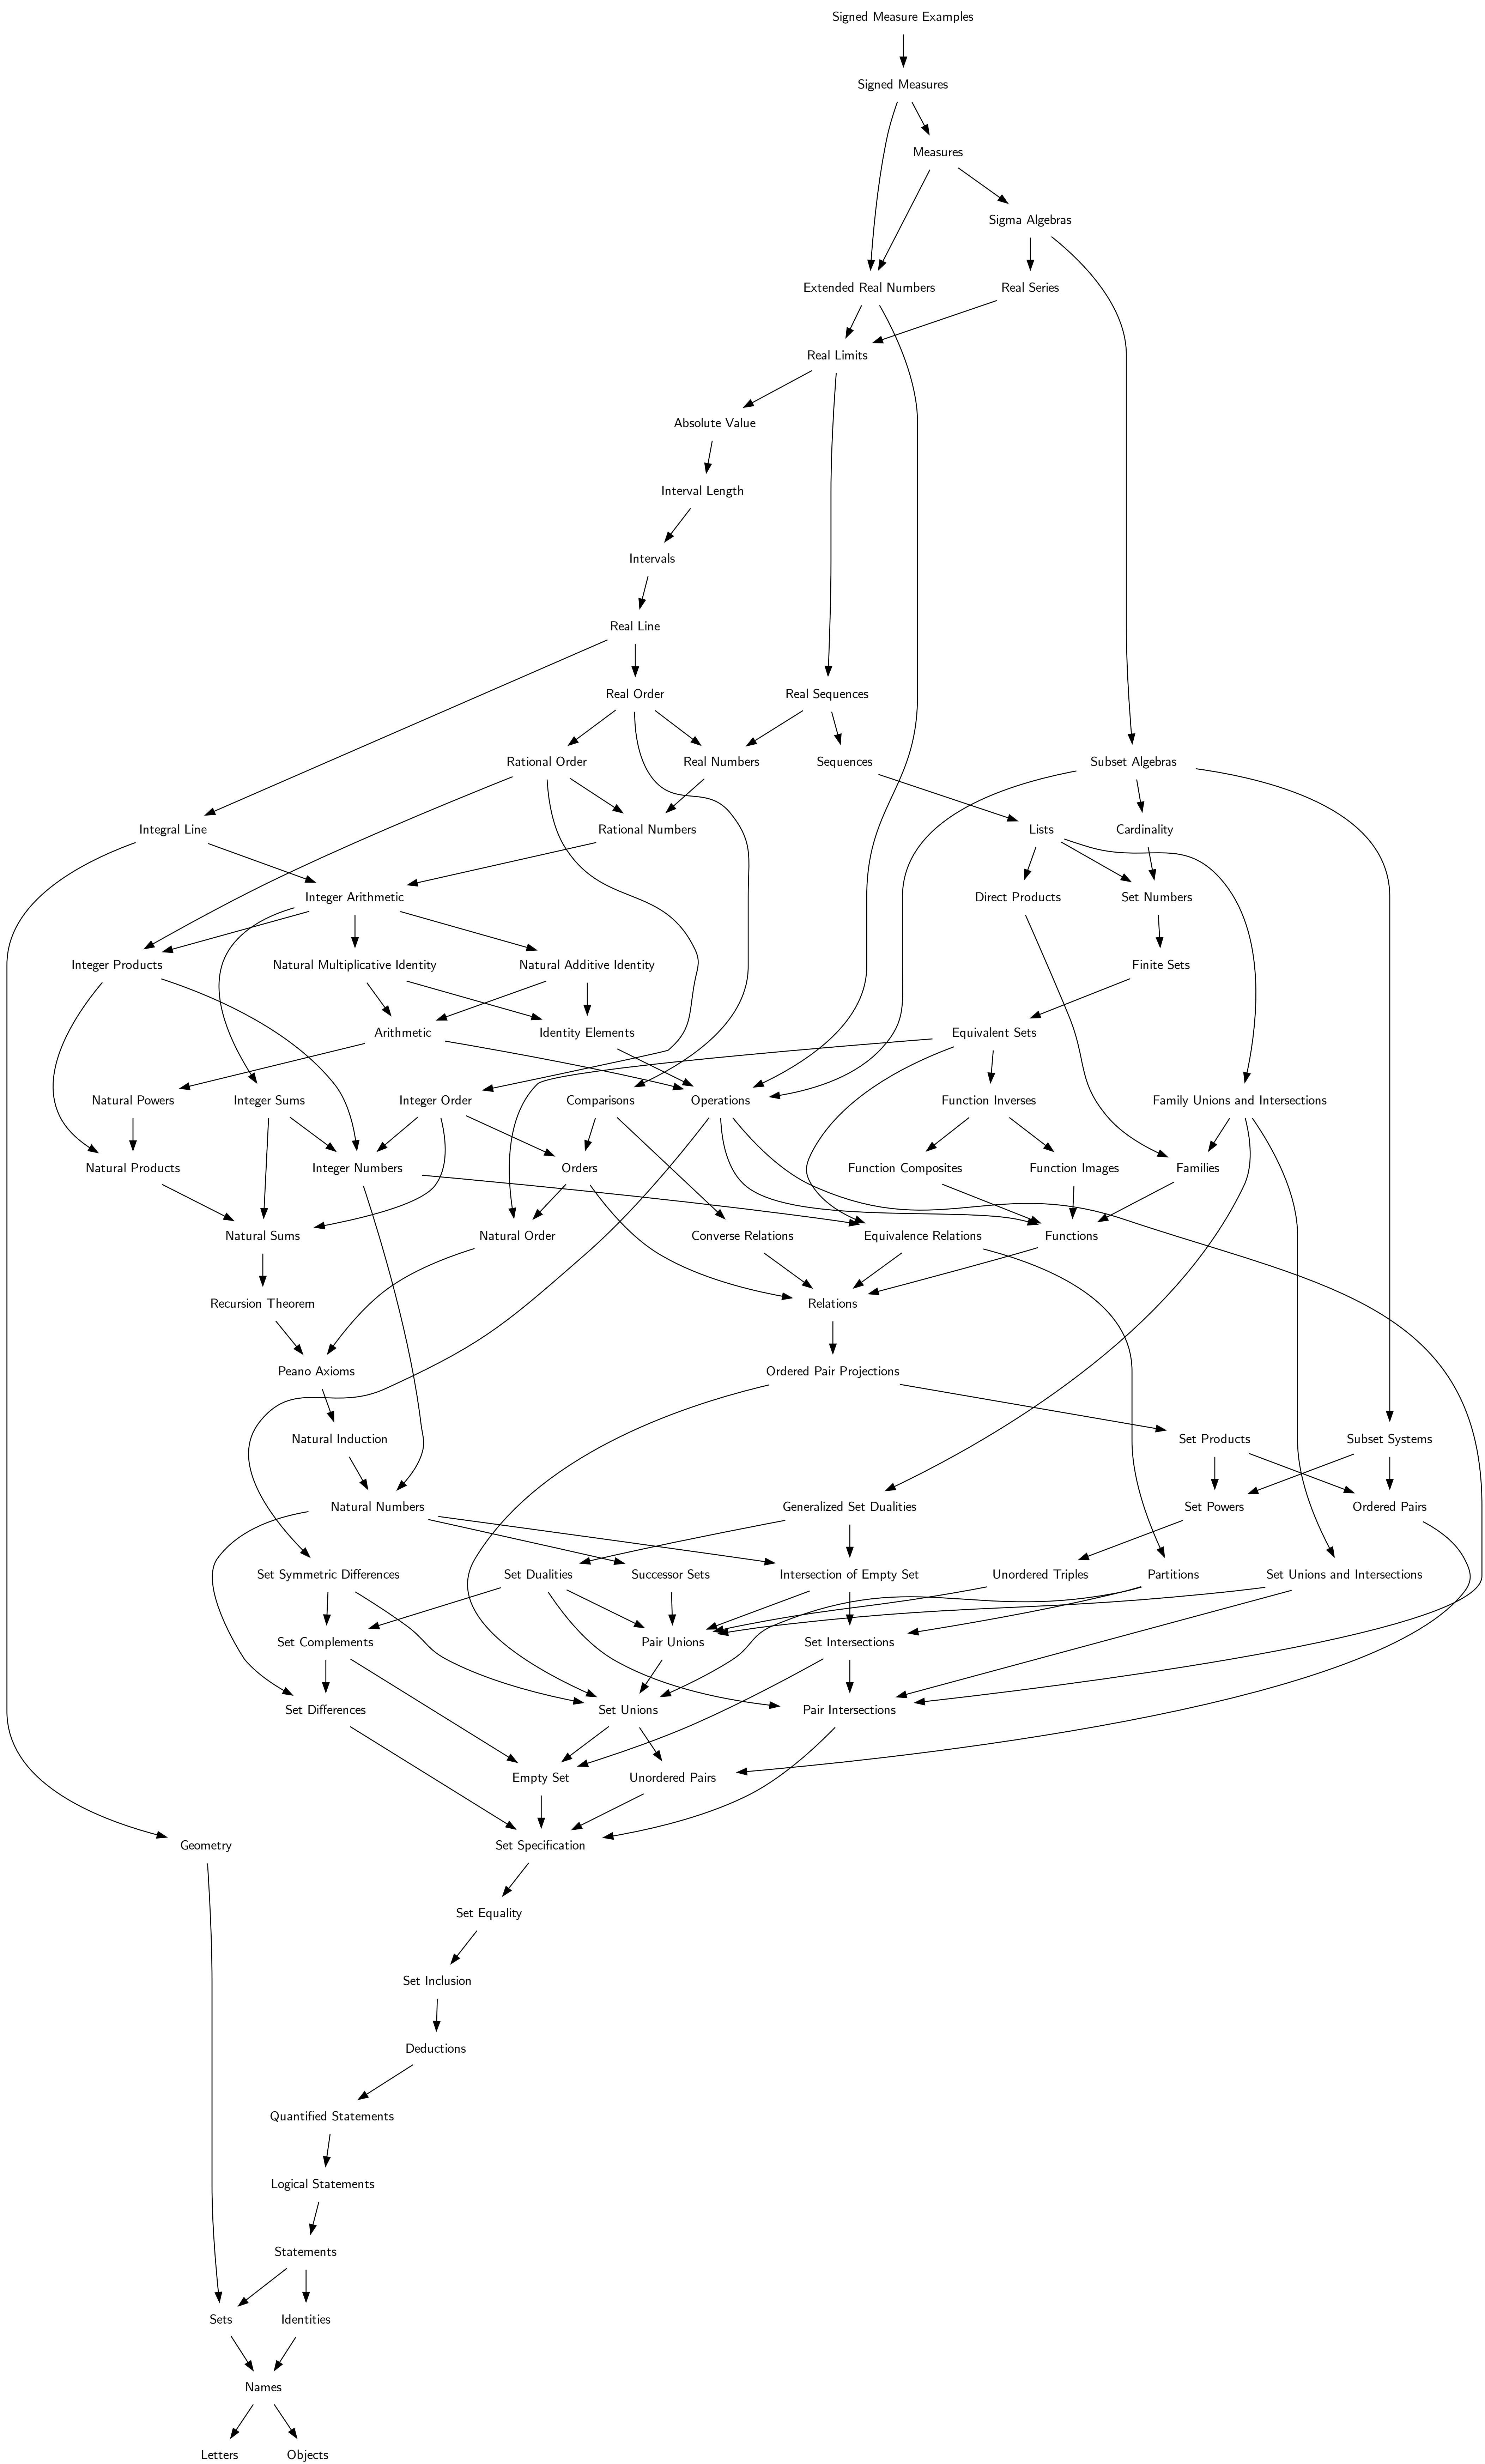 Signed Measure Examples
Signed Measures
Measures
Sigma Algebras
Extended Real Numbers
Real Series
Real Limits
Absolute Value
Interval Length
Intervals
Real Line
Real Order
Real Sequences
Rational Order
Real Numbers
Sequences
Subset Algebras
Integral Line
Rational Numbers
Lists
Cardinality
Integer Arithmetic
Direct Products
Set Numbers
Integer Products
Natural Multiplicative Identity
Natural Additive Identity
Finite Sets
Arithmetic
Identity Elements
Equivalent Sets
Natural Powers
Integer Sums
Integer Order
Comparisons
Operations
Function Inverses
Family Unions and Intersections
Natural Products
Integer Numbers
Orders
Function Composites
Function Images
Families
Natural Sums
Natural Order
Converse Relations
Equivalence Relations
Functions
Recursion Theorem
Relations
Peano Axioms
Ordered Pair Projections
Natural Induction
Set Products
Subset Systems
Natural Numbers
Generalized Set Dualities
Set Powers
Ordered Pairs
Set Symmetric Differences
Set Dualities
Successor Sets
Intersection of Empty Set
Unordered Triples
Partitions
Set Unions and Intersections
Set Complements
Pair Unions
Set Intersections
Set Differences
Set Unions
Pair Intersections
Empty Set
Unordered Pairs
Geometry
Set Specification
Set Equality
Set Inclusion
Deductions
Quantified Statements
Logical Statements
Statements
Sets
Identities
Names
Letters
Objects